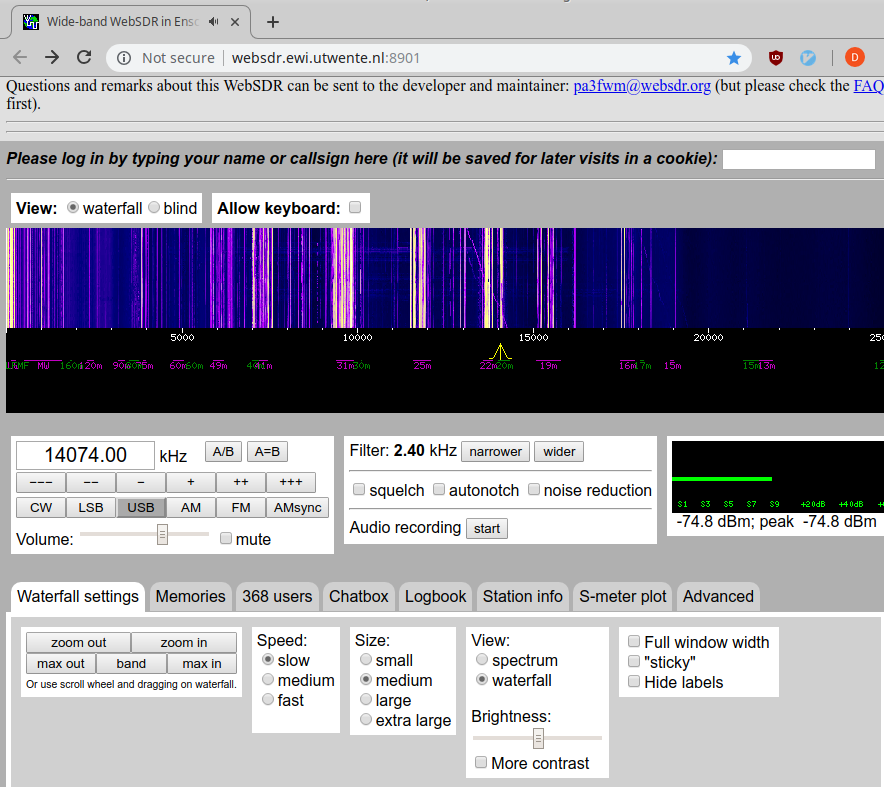 Wide-band WebSDR in Ensc
Not secure | websdr.ewi.utwente.nl:8901
D
Questions and remarks about this WebSDR can be sent to the developer and maintainer: pa3fwm@websdr.org (but please check the FAQ
first).
Please log in by typing your name or callsign here (it will be saved for later visits in a cookie):
View: waterfall blind Allow keyboard:
5000 10000 15000 20000 250
MW 160m 120m 60m 49m 41m 31m 30m 25m 22m 20m 19m 16m 17m 15m 15m 13m 12
14074.00 kHz A/B A=B
--- -- - + ++ +++
CW LSB USB AM FM AMsync
Volume: mute
Filter: 2.40 kHz narrower wider
squelch autonotch noise reduction
Audio recording start
S1 S3 S5 S7 S9 +20dB +40dB
-74.8 dBm; peak -74.8 dBm
Waterfall settings Memories 368 users Chatbox Logbook Station info S-meter plot Advanced
zoom out zoom in
max out band max in
Or use scroll wheel and dragging on waterfall.
Speed:
slow
medium
fast
Size:
small
medium
large
extra large
View:
spectrum
waterfall
Brightness:
More contrast
Full window width
"sticky"
Hide labels